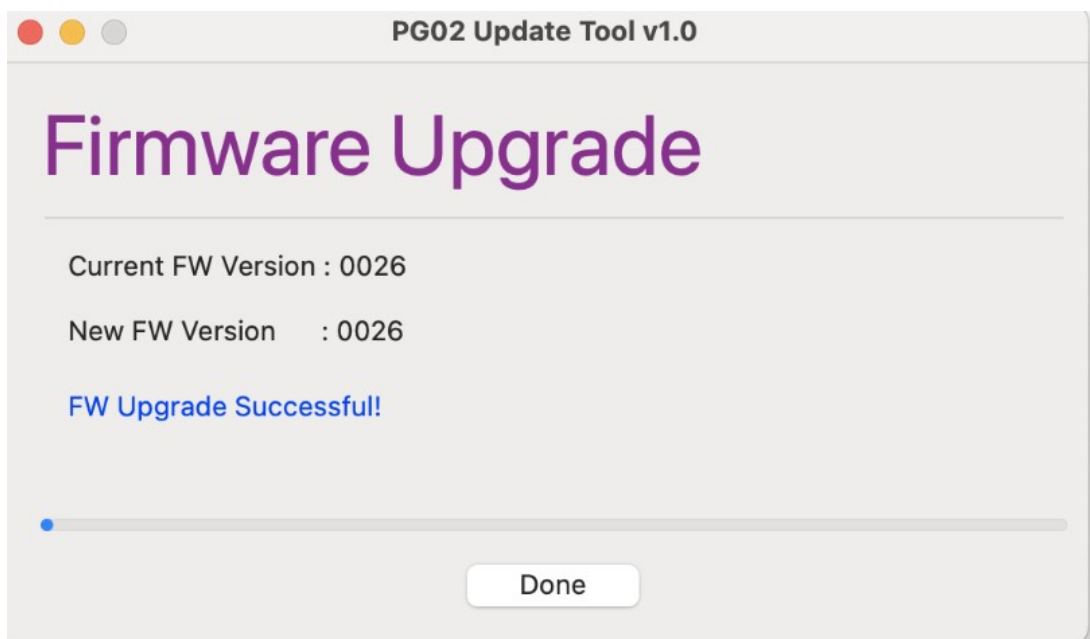 PG02 Update Tool v1.0
Firmware Upgrade
Current FW Version : 0026
New FW Version : 0026
FW Upgrade Successful!
Done